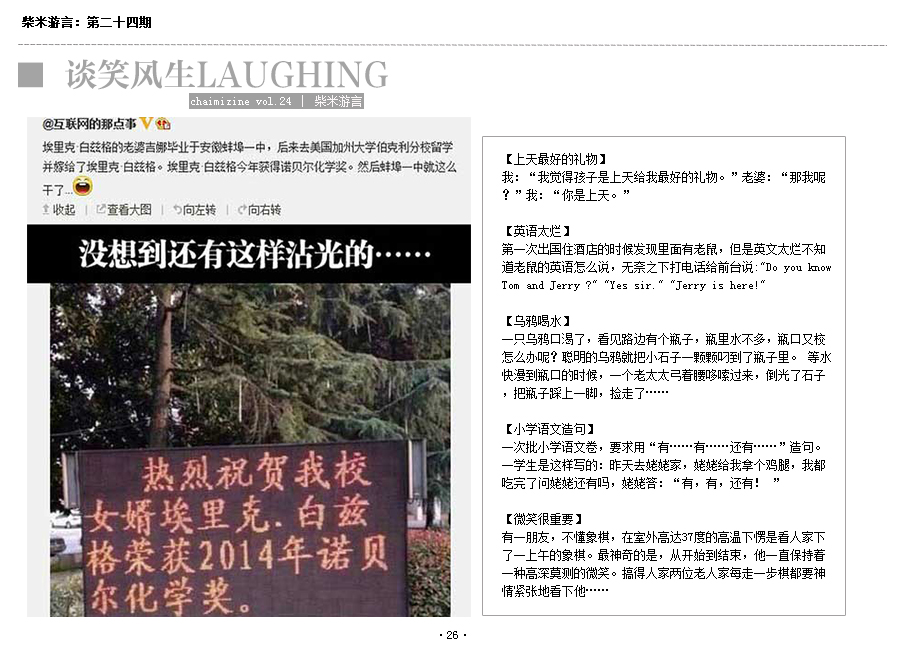 柴米游言：第二十四期
谈笑风生LAUGHING
chaimizine vol.24 | 柴米游言
@互联网的那点事
埃里克·白兹格的老婆吉娜毕业于安徽蚌埠一中，后来去美国加州大学伯克利分校留学
并嫁给了埃里克·白兹格。埃里克·白兹格今年获得诺贝尔化学奖。然后蚌埠一中就这么
干了...
收起 | 查看大图 | 向左转 | 向右转
没想到还有这样沾光的……
热烈祝贺我校
女婿埃里克.白兹
格荣获2014年诺贝
尔化学奖。
【上天最好的礼物】
我：“我觉得孩子是上天给我最好的礼物。”老婆：“那我呢
？”我：“你是上天。”
【英语太烂】
第一次出国住酒店的时候发现里面有老鼠，但是英文太烂不知
道老鼠的英语怎么说，无奈之下打电话给前台说:"Do you know
Tom and Jerry ?" "Yes sir." "Jerry is here!"
【乌鸦喝水】
一只乌鸦口渴了，看见路边有个瓶子，瓶里水不多，瓶口又校
怎么办呢？聪明的乌鸦就把小石子一颗颗叼到了瓶子里。 等水
快漫到瓶口的时候，一个老太太弓着腰哆嗦过来，倒光了石子
，把瓶子踩上一脚，捡走了……
【小学语文造句】
一次批小学语文卷，要求用“有……有……还有……”造句。
一学生是这样写的：昨天去姥姥家，姥姥给我拿个鸡腿，我都
吃完了问姥姥还有吗，姥姥答：“有，有，还有！ ”
【微笑很重要】
有一朋友，不懂象棋，在室外高达37度的高温下愣是看人家下
了一上午的象棋。最神奇的是，从开始到结束，他一直保持着
一种高深莫测的微笑。搞得人家两位老人家每走一步棋都要神
情紧张地看下他……
·26·